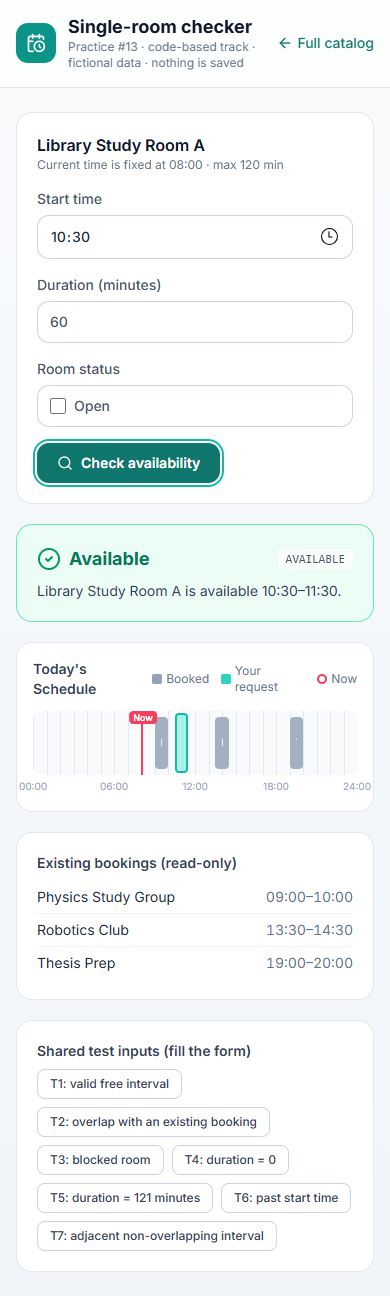 Single-room checker
Practice #13 · code-based track ·
fictional data · nothing is saved
← Full catalog
Library Study Room A
Current time is fixed at 08:00 · max 120 min
Start time
10:30
Duration (minutes)
60
Room status
Open
Check availability
Available
AVAILABLE
Library Study Room A is available 10:30–11:30.
Today's
Schedule
Booked
Your
request
Now
Now
00:00 06:00 12:00 18:00 24:00
Existing bookings (read-only)
Physics Study Group 09:00–10:00
Robotics Club 13:30–14:30
Thesis Prep 19:00–20:00
Shared test inputs (fill the form)
T1: valid free interval
T2: overlap with an existing booking
T3: blocked room T4: duration = 0
T5: duration = 121 minutes T6: past start time
T7: adjacent non-overlapping interval